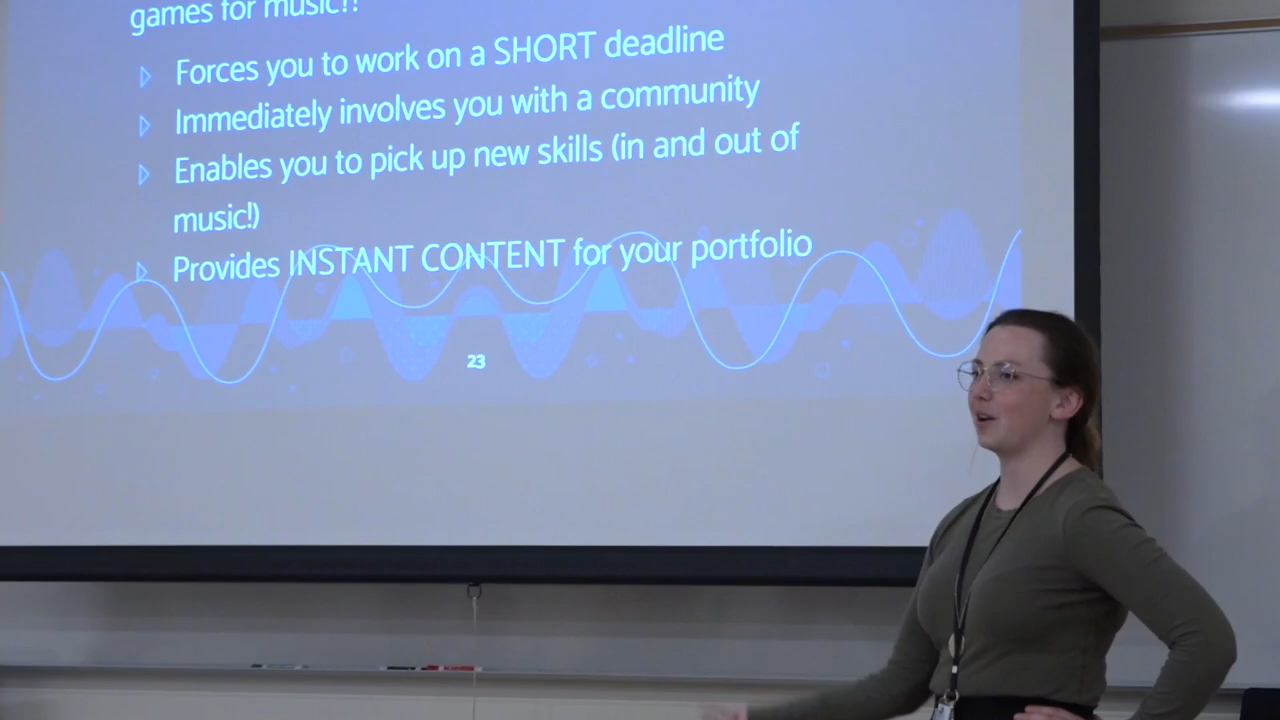 games for music?!
Forces you to work on a SHORT deadline
Immediately involves you with a community
Enables you to pick up new skills (in and out of
music!)
Provides INSTANT CONTENT for your portfolio
23